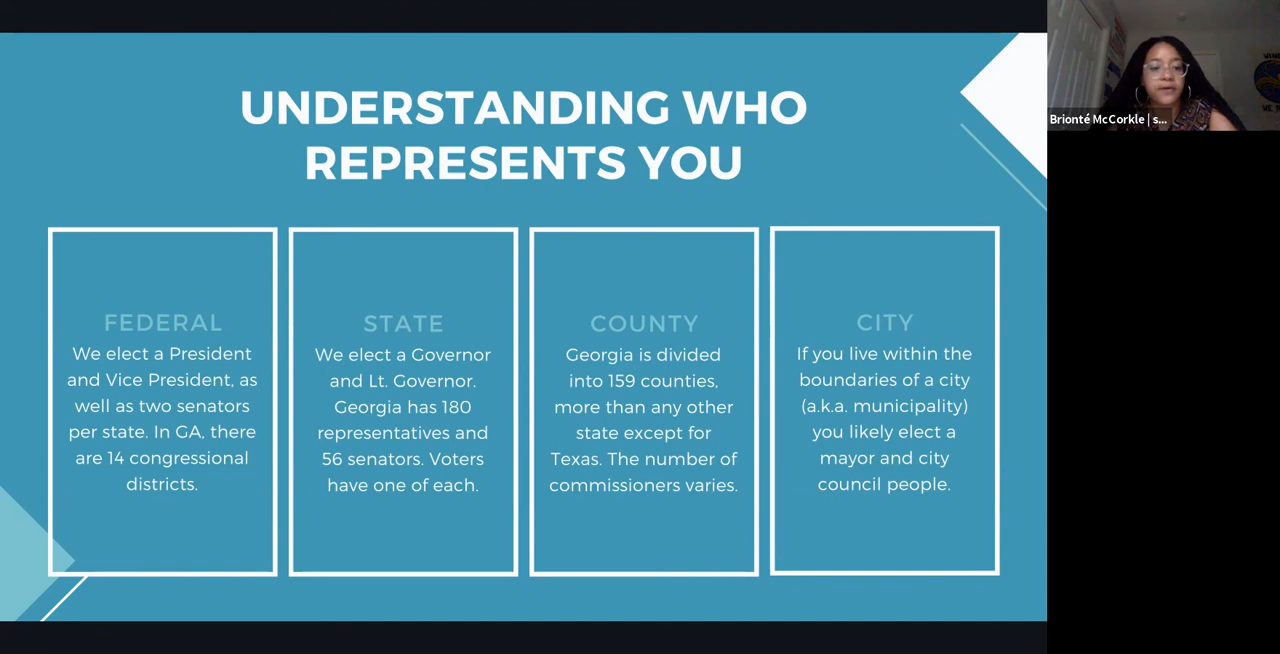 UNDERSTANDING WHO
REPRESENTS YOU
FEDERAL
We elect a President
and Vice President, as
well as two senators
per state. In GA, there
are 14 congressional
districts.
STATE
We elect a Governor
and Lt. Governor.
Georgia has 180
representatives and
56 senators. Voters
have one of each.
COUNTY
Georgia is divided
into 159 counties,
more than any other
state except for
Texas. The number of
commissioners varies.
CITY
If you live within the
boundaries of a city
(a.k.a. municipality)
you likely elect a
mayor and city
council people.
Brionté McCorkle | s...